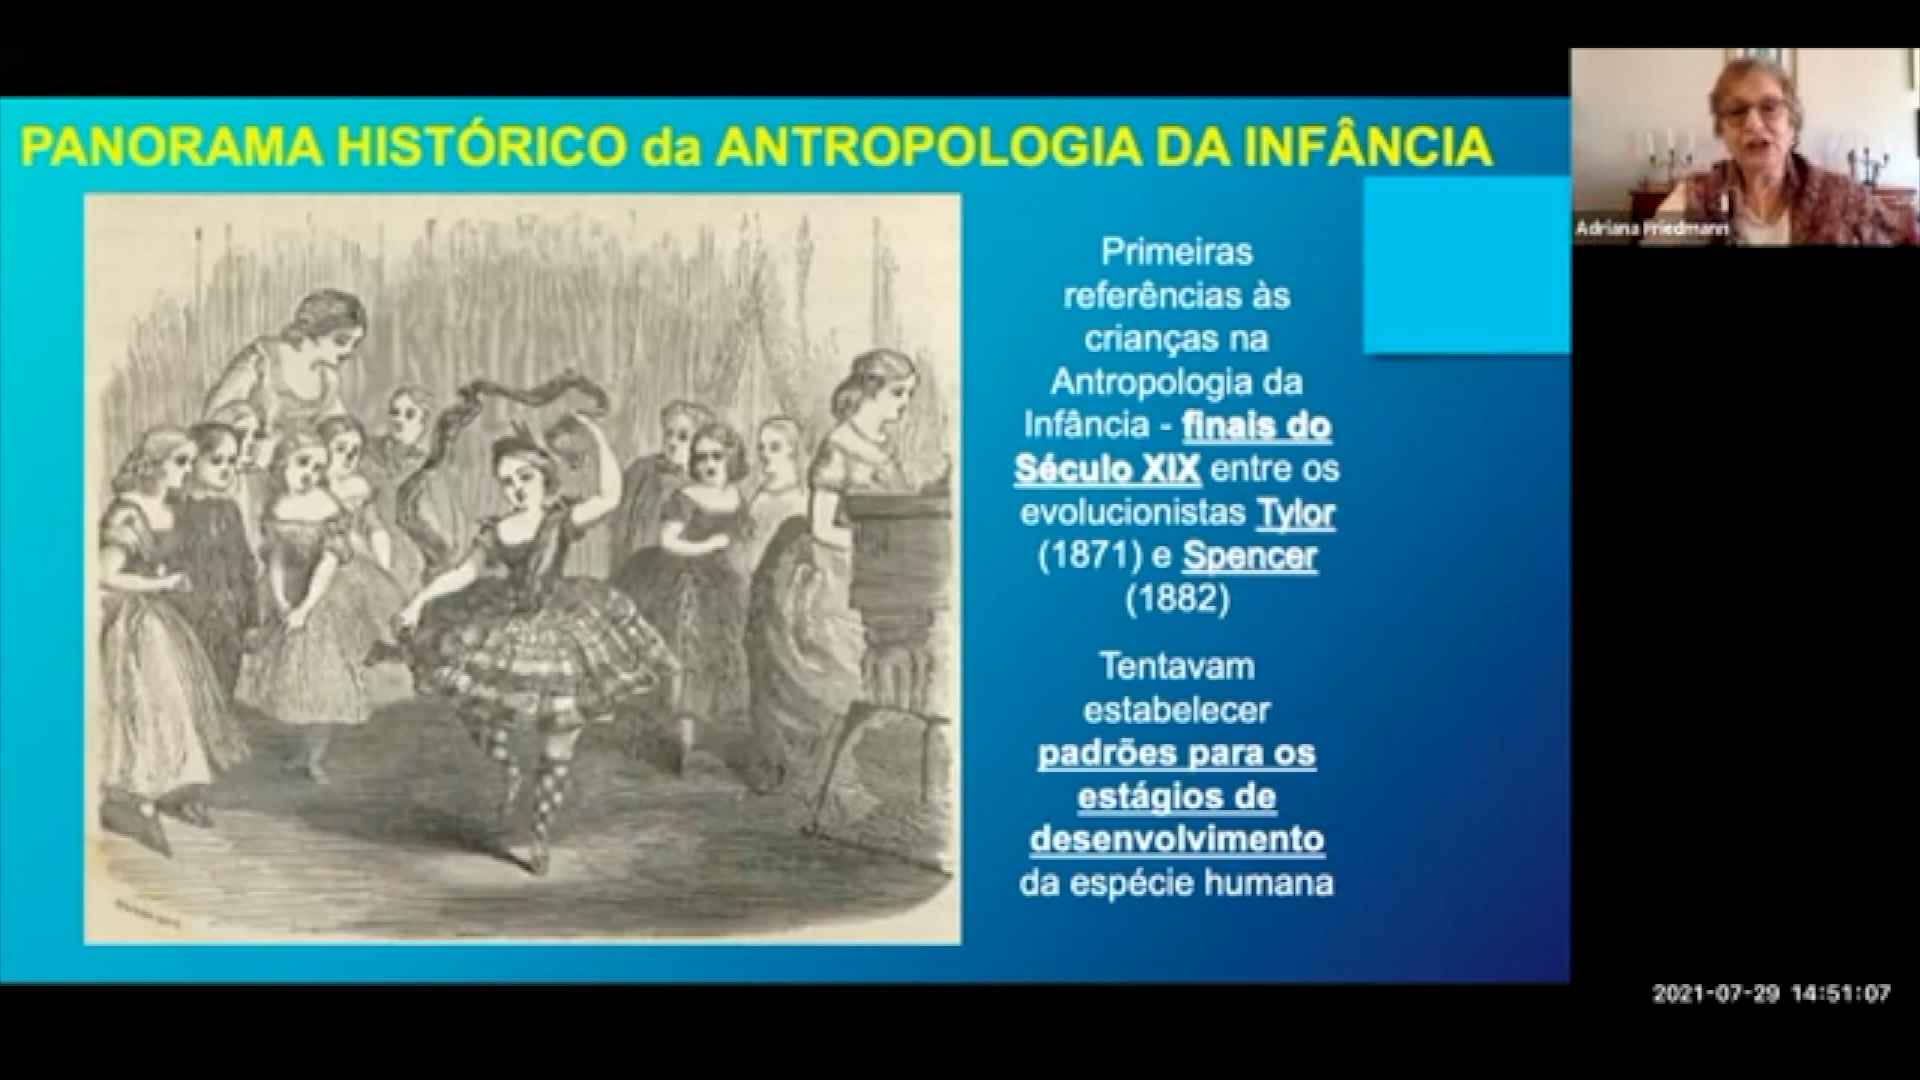 PANORAMA HISTÓRICO da ANTROPOLOGIA DA INFÂNCIA
Adriana Friedmann
Primeiras
referências às
crianças na
Antropologia da
Infância - finais do
Século XIX entre os
evolucionistas Tylor
(1871) e Spencer
(1882)
Tentavam
estabelecer
padrões para os
estágios de
desenvolvimento
da espécie humana
2021-07-29 14:51:07